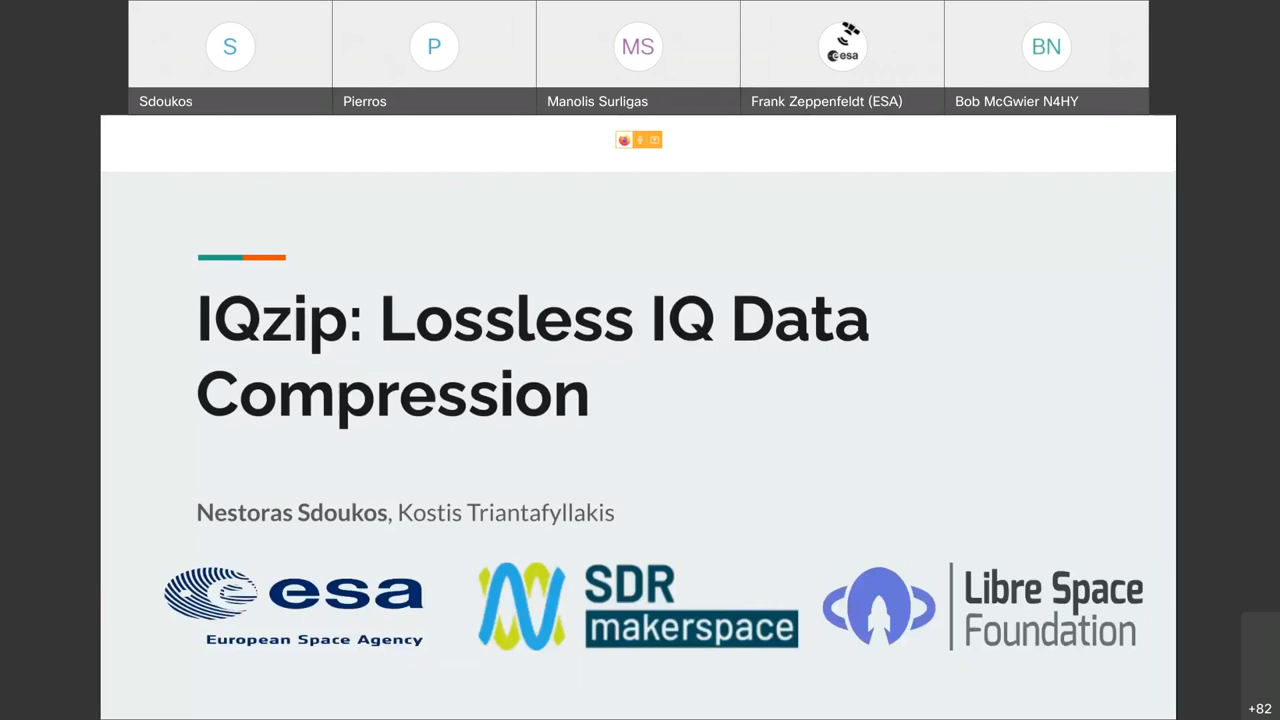 S
P
MS
esa
BN
Sdoukos
Pierros
Manolis Surligas
Frank Zeppenfeldt (ESA)
Bob McGwier N4HY
IQzip: Lossless IQ Data
Compression
Nestoras Sdoukos, Kostis Triantafyllakis
esa
European Space Agency
SDR
makerspace
Libre Space
Foundation
+82